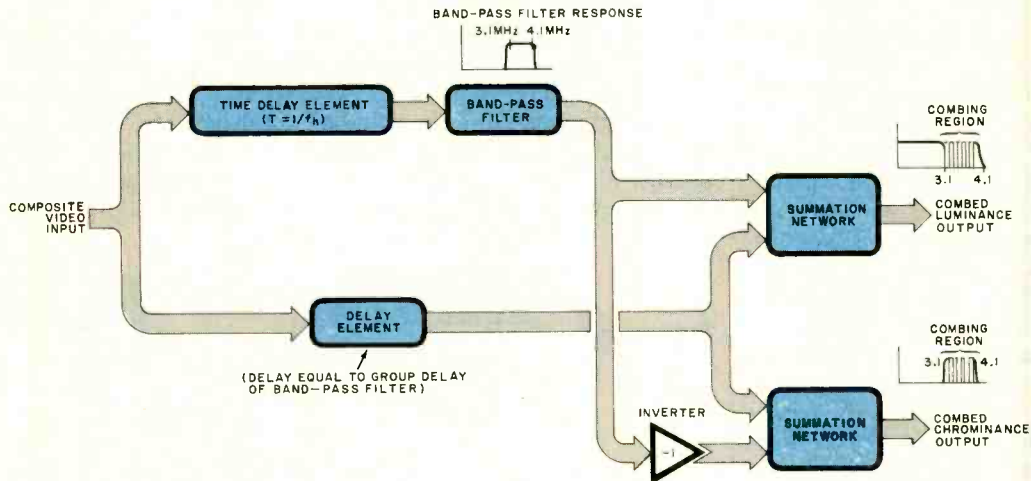 BAND-PASS FILTER RESPONSE
3.1MHz 4.1MHz
TIME DELAY ELEMENT
(T=1/fh)
BAND-PASS
FILTER
COMBING
REGION
3.1 4.1
COMPOSITE
VIDEO
INPUT
SUMMATION
NETWORK
COMBED
LUMINANCE
OUTPUT
DELAY
ELEMENT
(DELAY EQUAL TO GROUP DELAY
OF BAND-PASS FILTER)
COMBING
REGION
3.1 4.1
INVERTER
-1
SUMMATION
NETWORK
COMBED
CHROMINANCE
OUTPUT